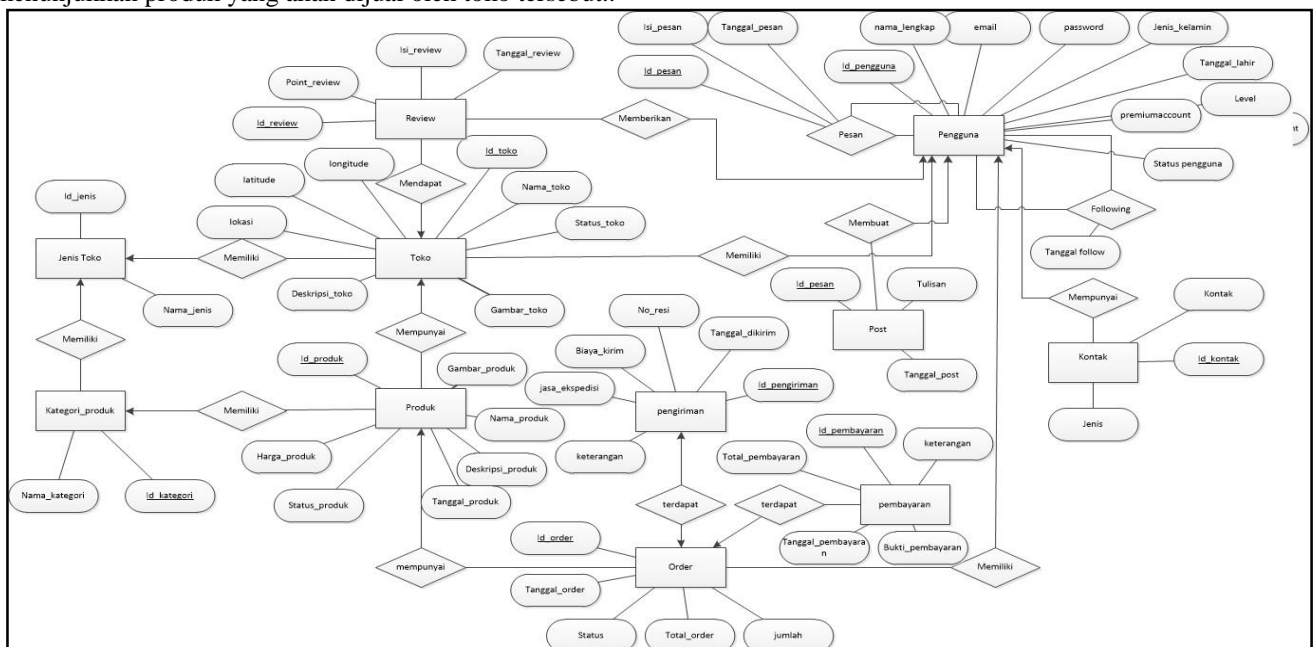 menunjukkan produk yang akan dijual oleh toko tersebut..
Isi_pesan
Tanggal_pesan
nama_lengkap
email
password
Jenis_kelamin
Isi_review
Tanggal_review
Id_pesan
Id_pengguna
Tanggal_lahir
Point_review
Level
Id_review
Review
Memberikan
Pesan
Pengguna
premiumaccount
nt
Id_toko
longitude
Status pengguna
latitude
Mendapat
Nama_toko
Id_jenis
lokasi
Status_toko
Membuat
Following
Jenis Toko
Memiliki
Toko
Memiliki
Tanggal follow
Id_pesan
Tulisan
Deskripsi_toko
Gambar_toko
Mempunyai
Kontak
Nama_jenis
No_resi
Post
Memiliki
Mempunyai
Tanggal_dikirim
Biaya_kirim
Kontak
Id_kontak
Id_produk
Gambar_produk
Tanggal_post
jasa_ekspedisi
Id_pengiriman
Kategori_produk
Memiliki
Produk
Nama_produk
pengiriman
Jenis
Id_pembayaran
keterangan
Harga_produk
keterangan
Total_pembayaran
Deskripsi_produk
Nama_kategori
Id_kategori
Status_produk
Tanggal_produk
terdapat
terdapat
pembayaran
Id_order
Tanggal_pembayara
n
Bukti_pembayaran
mempunyai
Order
Memiliki
Tanggal_order
Status
Total_order
jumlah